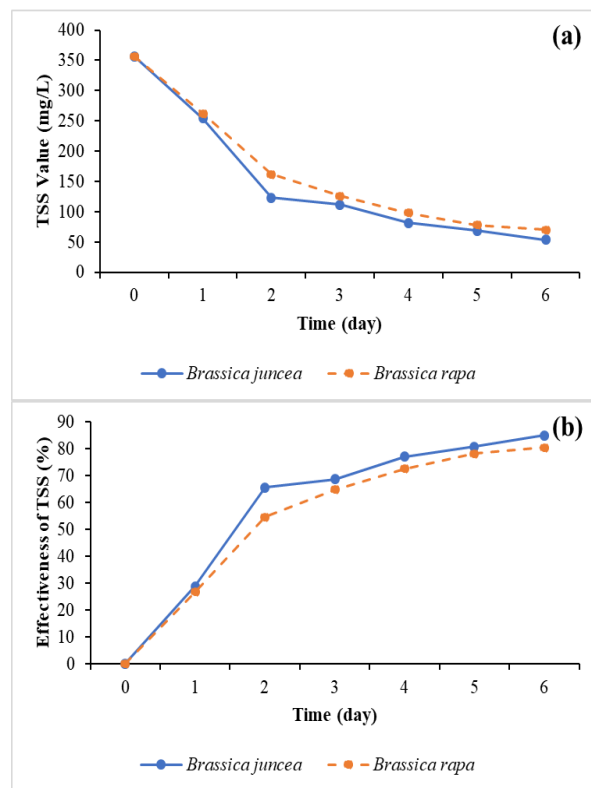 (a)
TSS Value (mg/L)
400
350
300
250
200
150
100
50
0
0 1 2 3 4 5 6
Time (day)
Brassica juncea Brassica rapa
(b)
Effectiveness of TSS (%)
90
80
70
60
50
40
30
20
10
0
0 1 2 3 4 5 6
Time (day)
Brassica juncea Brassica rapa